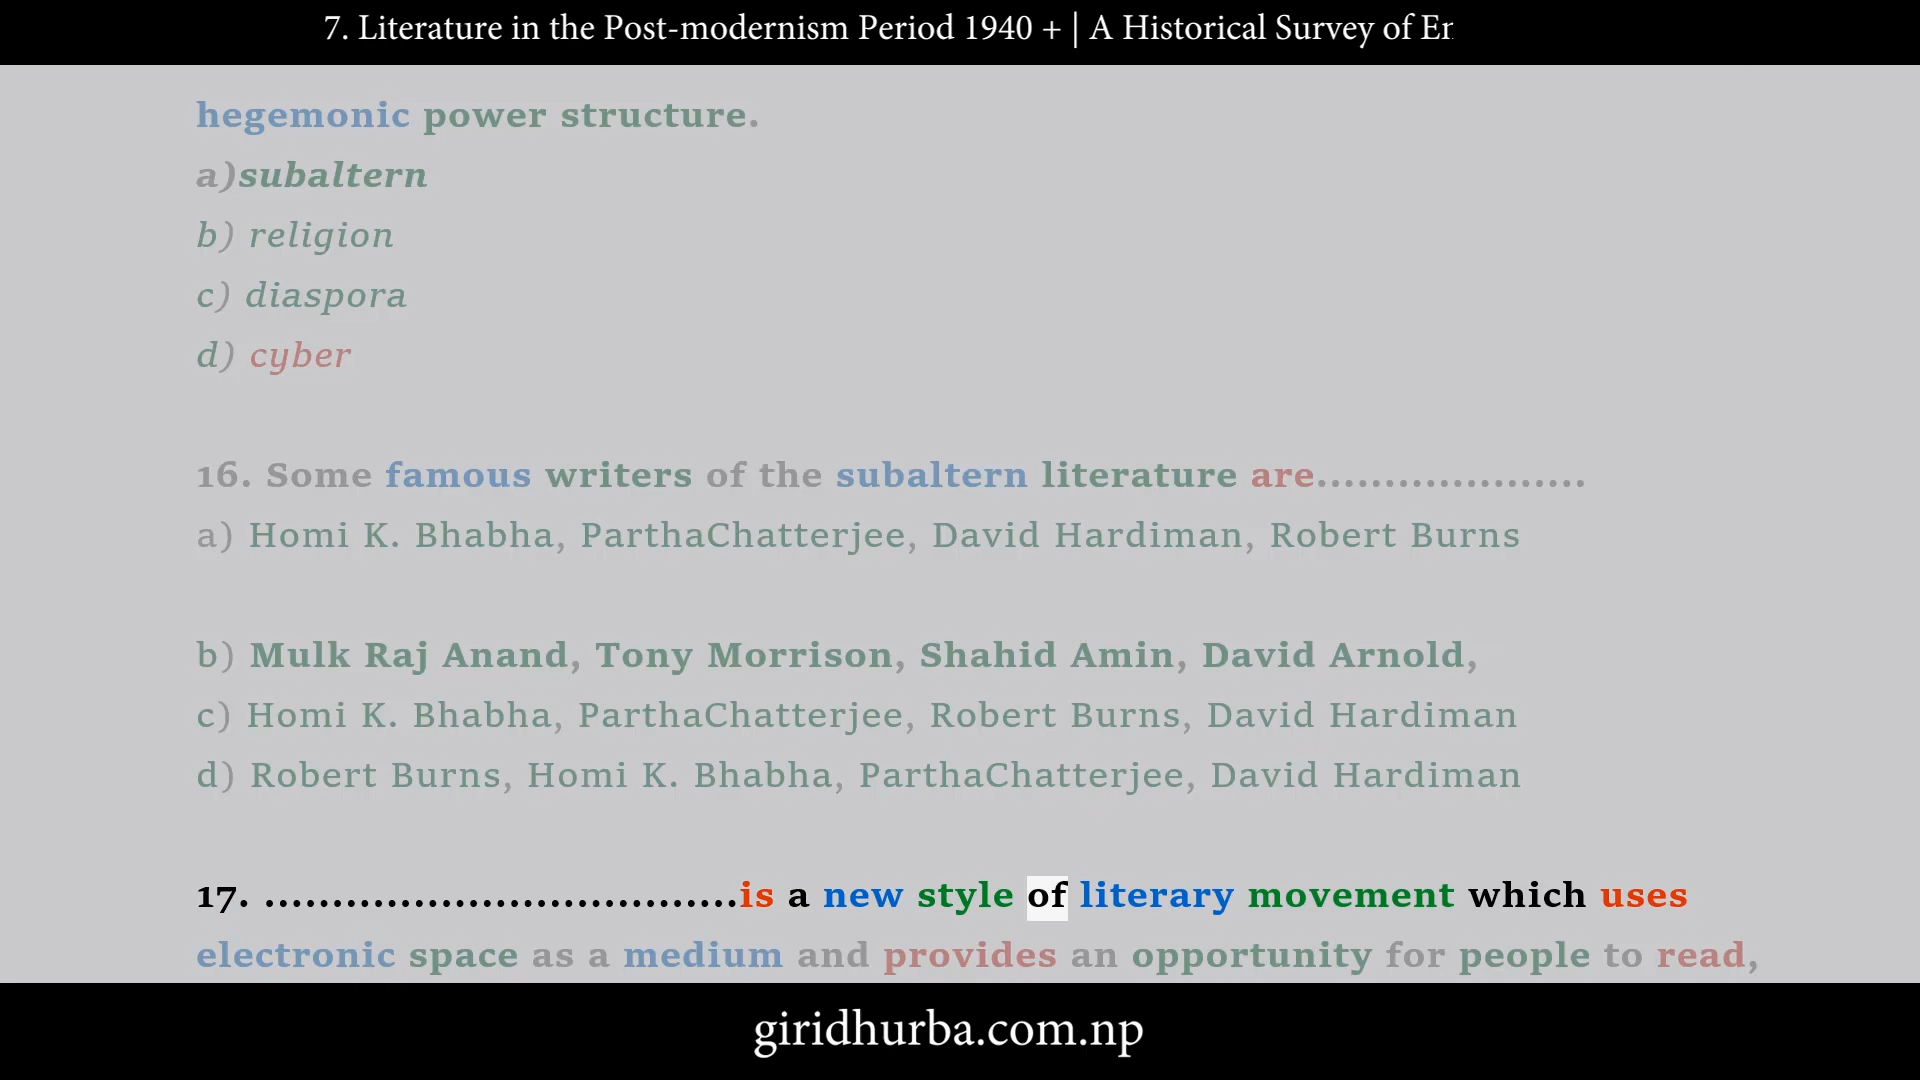 7. Literature in the Post-modernism Period 1940 + | A Historical Survey of En
hegemonic power structure.
a)subaltern
b) religion
c) diaspora
d) cyber
16. Some famous writers of the subaltern literature are....................
a) Homi K. Bhabha, ParthaChatterjee, David Hardiman, Robert Burns
b) Mulk Raj Anand, Tony Morrison, Shahid Amin, David Arnold,
c) Homi K. Bhabha, ParthaChatterjee, Robert Burns, David Hardiman
d) Robert Burns, Homi K. Bhabha, ParthaChatterjee, David Hardiman
17. ...................................is a new style of literary movement which uses
electronic space as a medium and provides an opportunity for people to read,
giridhurba.com.np